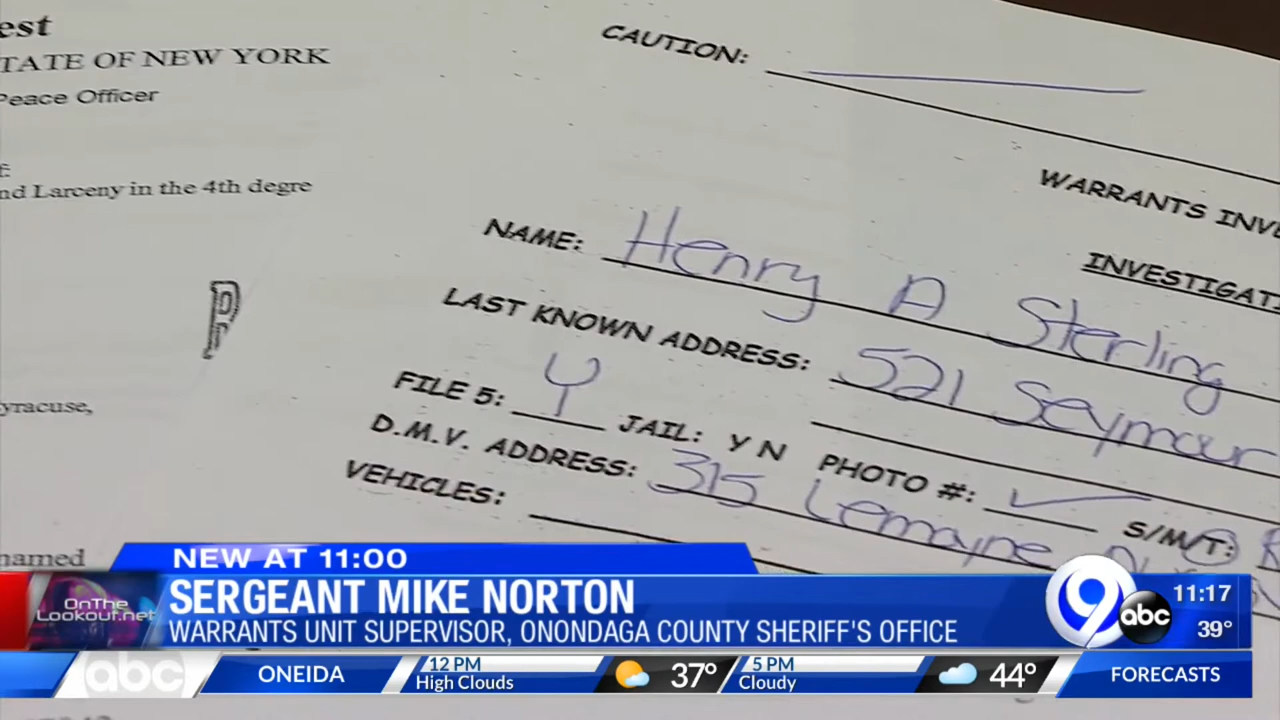 est
TATE OF NEW YORK
Peace Officer
f:
nd Larceny in the 4th degre
P
yracuse,
named
CAUTION:
WARRANTS INVE
INVESTIGAT
NAME: Henry A Sterling
LAST KNOWN ADDRESS: 521 Seymour
FILE 5: Y JAIL: Y N PHOTO #: ✓ S/M/T:
D.M.V. ADDRESS: 315 Lemoyne
VEHICLES:
NEW AT 11:00
OnThe
Lookout.net
SERGEANT MIKE NORTON
WARRANTS UNIT SUPERVISOR, ONONDAGA COUNTY SHERIFF'S OFFICE
9 abc
11:17
39°
abc
ONEIDA
12 PM
High Clouds
37°
5 PM
Cloudy
44°
FORECASTS